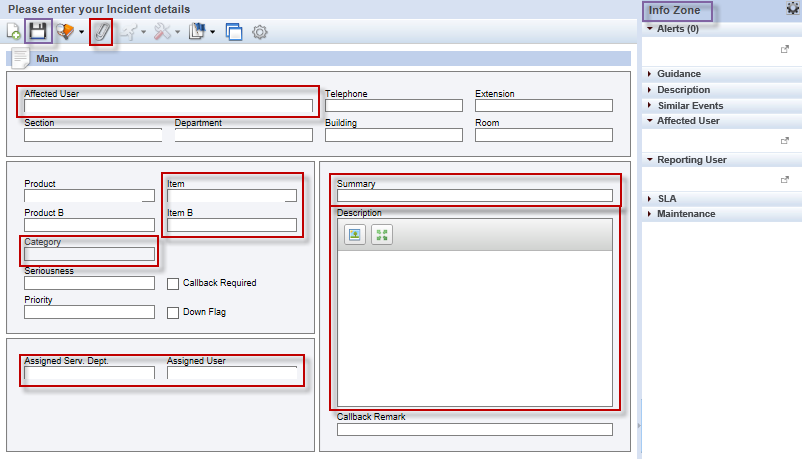 Please enter your Incident details
Info Zone
Alerts (0)
Main
Guidance
Description
Similar Events
Affected User
Reporting User
SLA
Maintenance
Affected User Telephone Extension
Section Department Building Room
Product Item
Product B Item B
Category
Seriousness
Callback Required
Priority
Down Flag
Summary
Description
Assigned Serv. Dept. Assigned User
Callback Remark